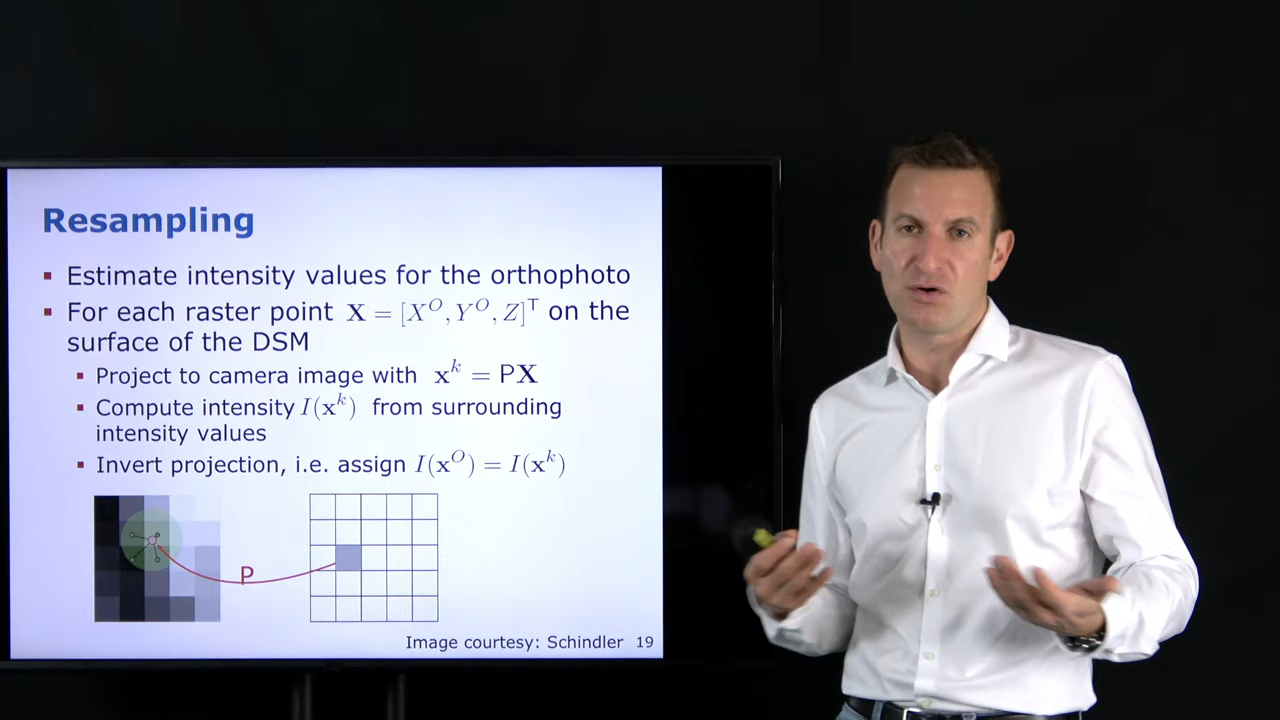 Resampling
Estimate intensity values for the orthophoto
For each raster point X = [X^O, Y^O, Z]^T on the
surface of the DSM
Project to camera image with x^k = PX
Compute intensity I(x^k) from surrounding
intensity values
Invert projection, i.e. assign I(x^O) = I(x^k)
P
Image courtesy: Schindler 19